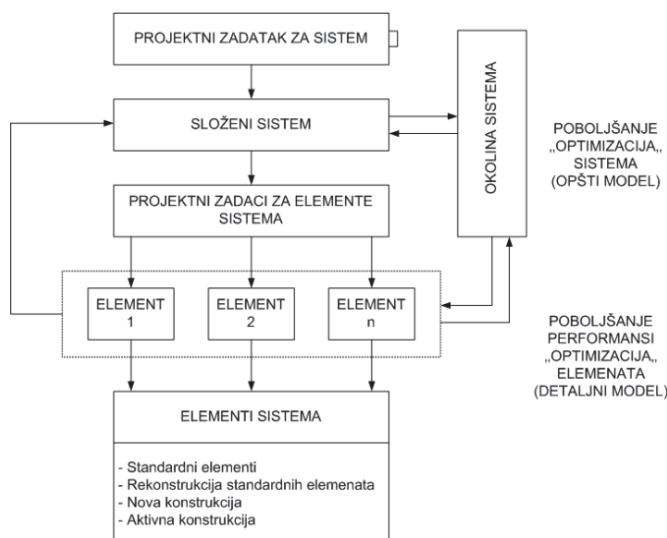 PROJEKTNI ZADATAK ZA SISTEM
SLOŽENI SISTEM
OKOLINA SISTEMA
POBOLJŠANJE
„OPTIMIZACIJA„
SISTEMA
(OPŠTI MODEL)
PROJEKTNI ZADACI ZA ELEMENTE
SISTEMA
ELEMENT
1
ELEMENT
2
ELEMENT
n
POBOLJŠANJE
PERFORMANSI
„OPTIMIZACIJA„
ELEMENATA
(DETALJNI MODEL)
ELEMENTI SISTEMA
- Standardni elementi
- Rekonstrukcija standardnih elemenata
- Nova konstrukcija
- Aktivna konstrukcija